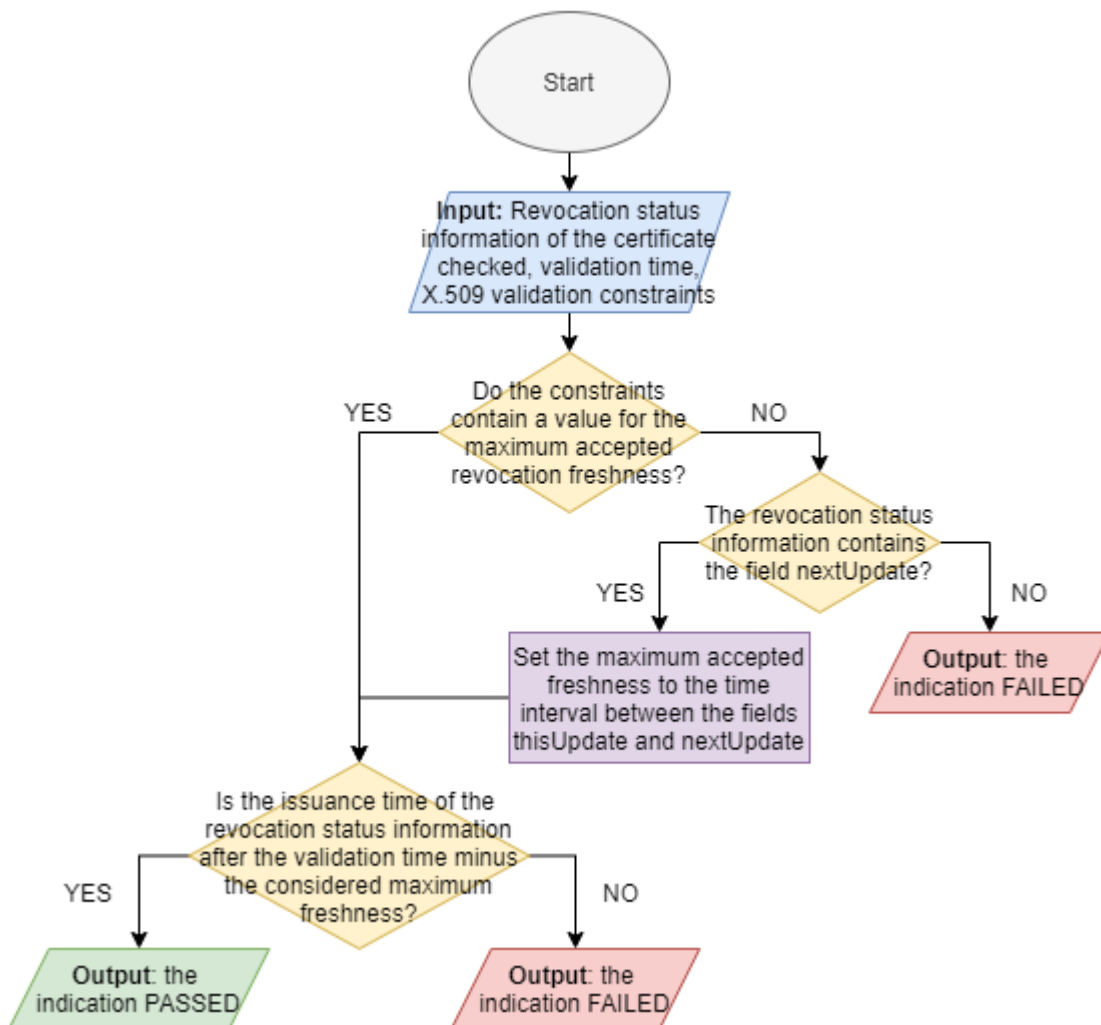 Start
Input: Revocation status
information of the certificate
checked, validation time,
X.509 validation constraints
Do the constraints
contain a value for the
maximum accepted
revocation freshness?
YES
NO
The revocation status
information contains
the field nextUpdate?
YES
NO
Set the maximum accepted
freshness to the time
interval between the fields
thisUpdate and nextUpdate
Output: the
indication FAILED
Is the issuance time of the
revocation status information
after the validation time minus
the considered maximum
freshness?
YES
NO
Output: the
indication PASSED
Output: the
indication FAILED